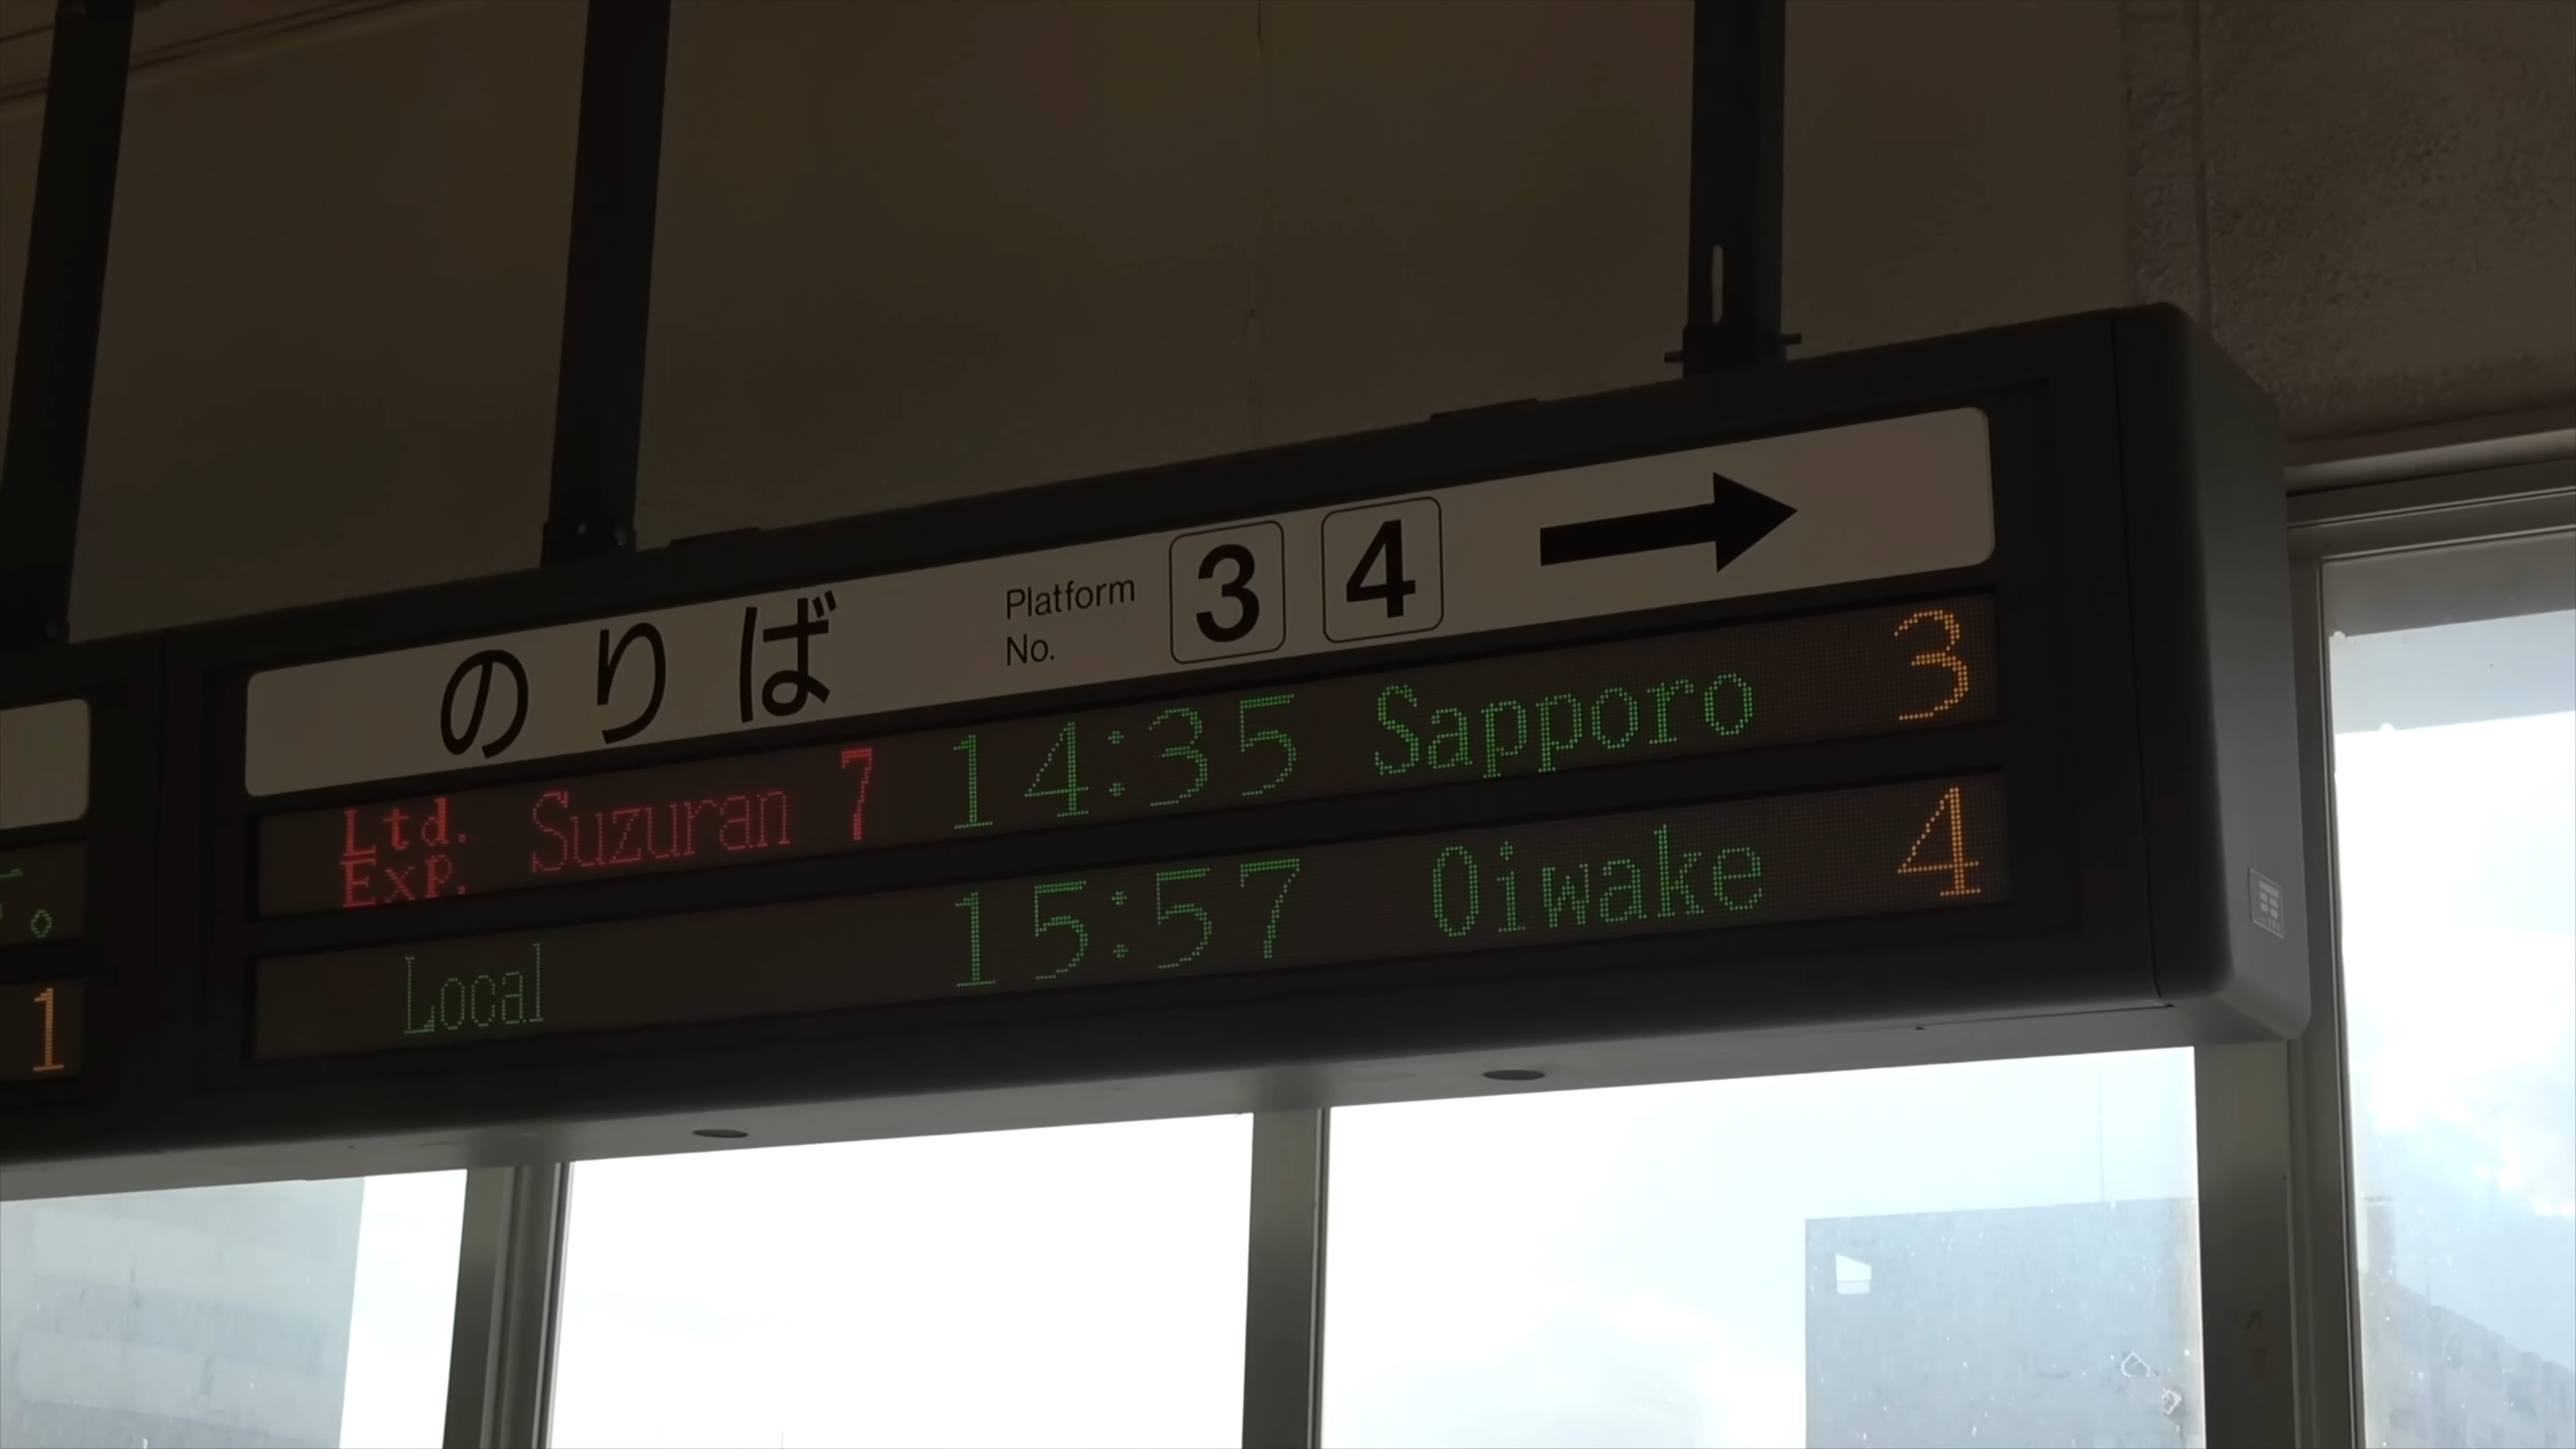 のりば Platform No. 3 4
Ltd. Exp. Suzuran 7 14:35 Sapporo 3
Local 15:57 Oiwake 4
1